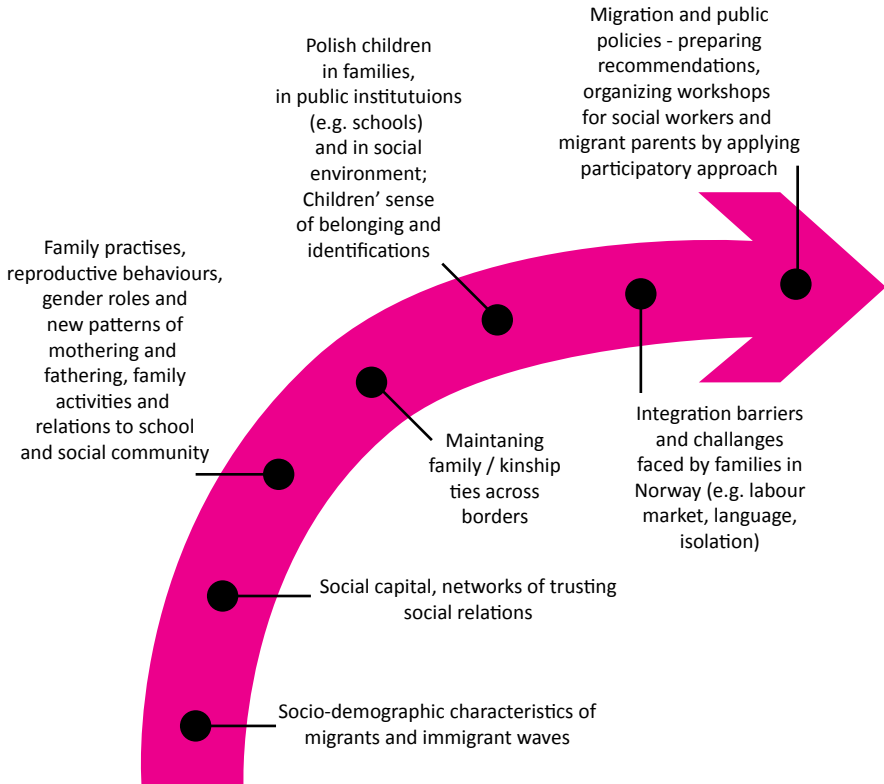 Migration and public
policies - preparing
recommendations,
organizing workshops
for social workers and
migrant parents by applying
participatory approach
Polish children
in families,
in public institutuions
(e.g. schools)
and in social
environment;
Children’ sense
of belonging and
identifications
Family practises,
reproductive behaviours,
gender roles and
new patterns of
mothering and
fathering, family
activities and
relations to school
and social community
Maintaning
family / kinship
ties across
borders
Integration barriers
and challanges
faced by families in
Norway (e.g. labour
market, language,
isolation)
Social capital, networks of trusting
social relations
Socio-demographic characteristics of
migrants and immigrant waves